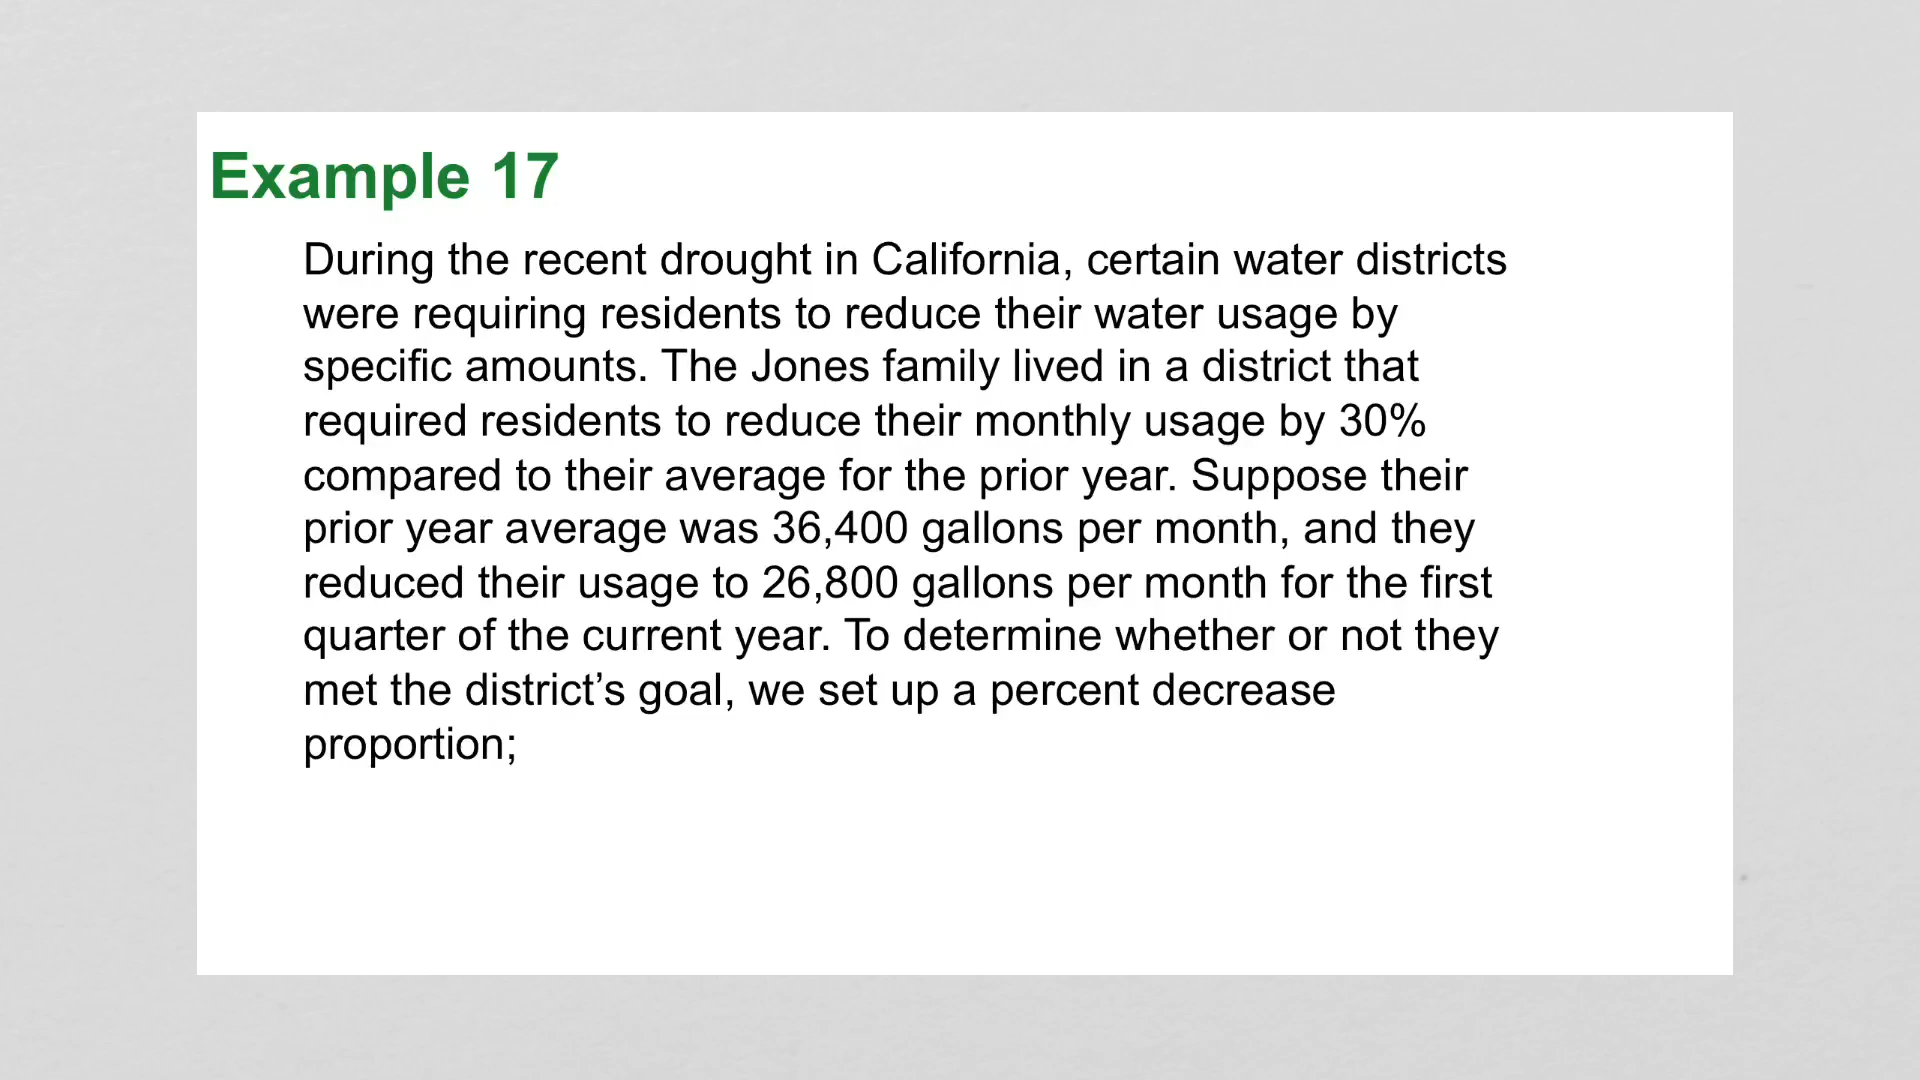 Example 17
During the recent drought in California, certain water districts
were requiring residents to reduce their water usage by
specific amounts. The Jones family lived in a district that
required residents to reduce their monthly usage by 30%
compared to their average for the prior year. Suppose their
prior year average was 36,400 gallons per month, and they
reduced their usage to 26,800 gallons per month for the first
quarter of the current year. To determine whether or not they
met the district’s goal, we set up a percent decrease
proportion;